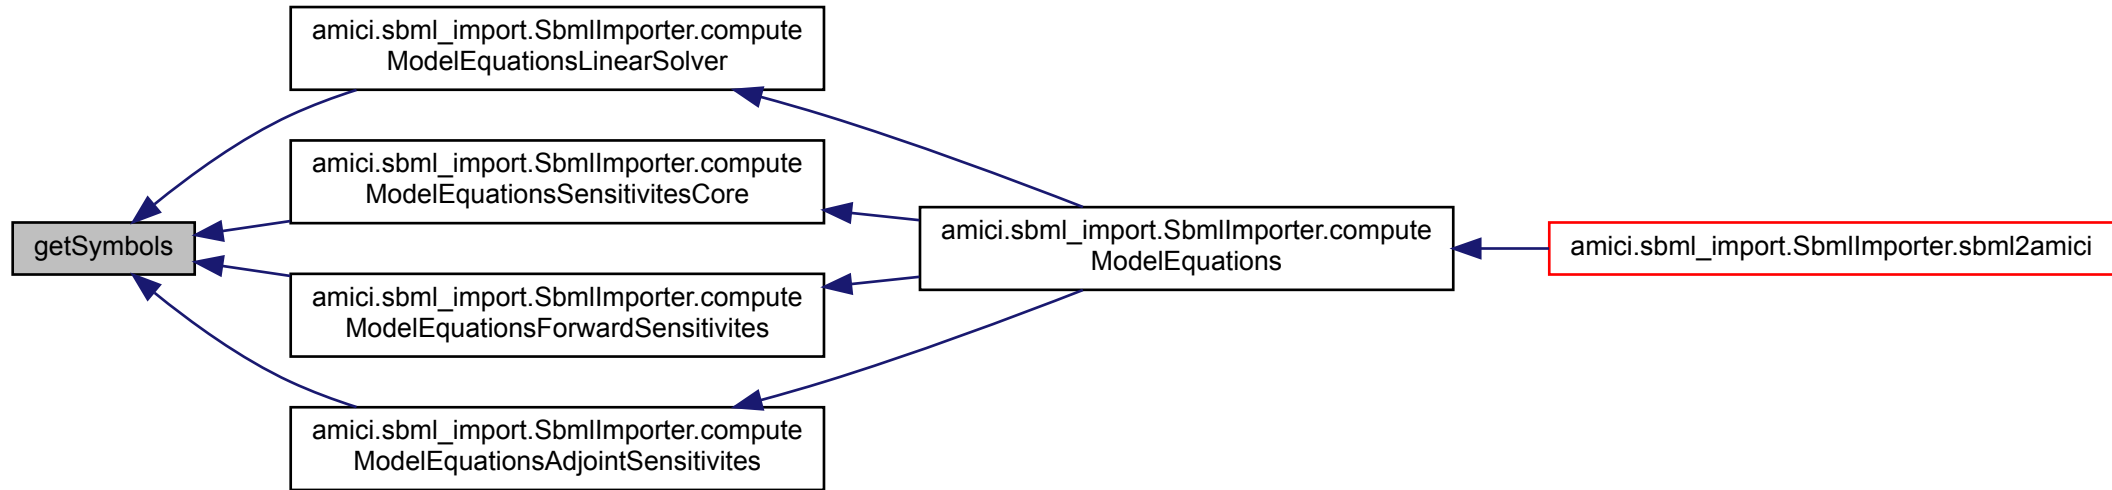 amici.sbml_import.SbmlImporter.compute
ModelEquationsLinearSolver
amici.sbml_import.SbmlImporter.compute
ModelEquationsSensitivitesCore
getSymbols
amici.sbml_import.SbmlImporter.compute
ModelEquations
amici.sbml_import.SbmlImporter.sbml2amici
amici.sbml_import.SbmlImporter.compute
ModelEquationsForwardSensitivites
amici.sbml_import.SbmlImporter.compute
ModelEquationsAdjointSensitivites